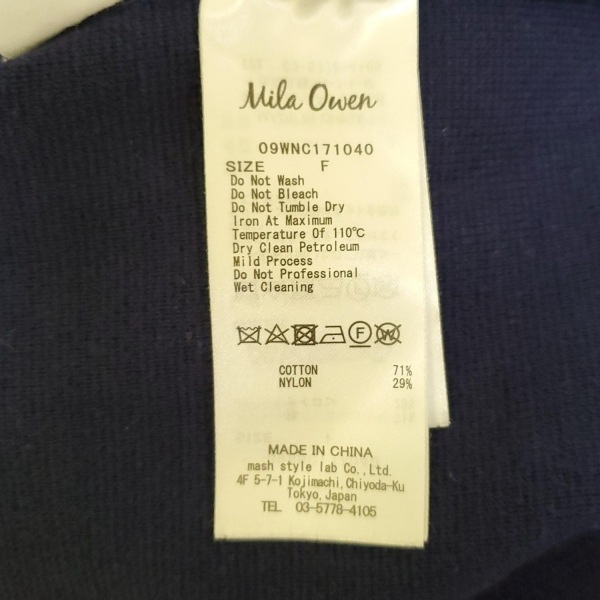 Mila Owen
09WNC171040
SIZE F
Do Not Wash
Do Not Bleach
Do Not Tumble Dry
Iron At Maximum
Temperature Of 110℃
Dry Clean Petroleum
Mild Process
Do Not Professional
Wet Cleaning
F W
COTTON 71%
NYLON 29%
MADE IN CHINA
mash style lab Co.,Ltd.
4F 5-7-1 Kojimachi,Chiyoda-Ku
Tokyo,Japan
TEL 03-5778-4105